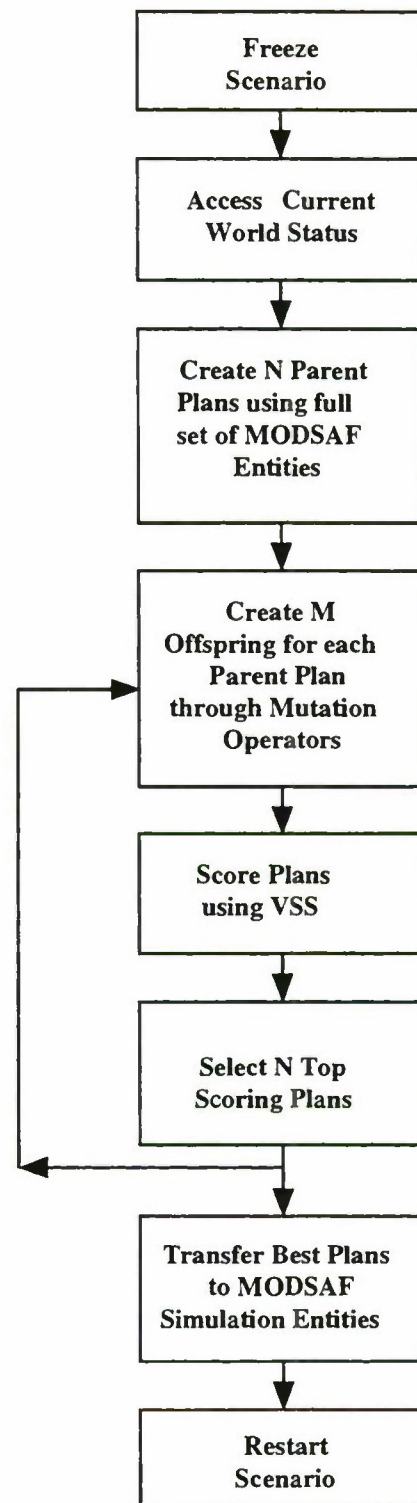 Freeze
Scenario
Access Current
World Status
Create N Parent
Plans using full
set of MODSAF
Entities
Create M
Offspring for each
Parent Plan
through Mutation
Operators
Score Plans
using VSS
Select N Top
Scoring Plans
Transfer Best Plans
to MODSAF
Simulation Entities
Restart
Scenario